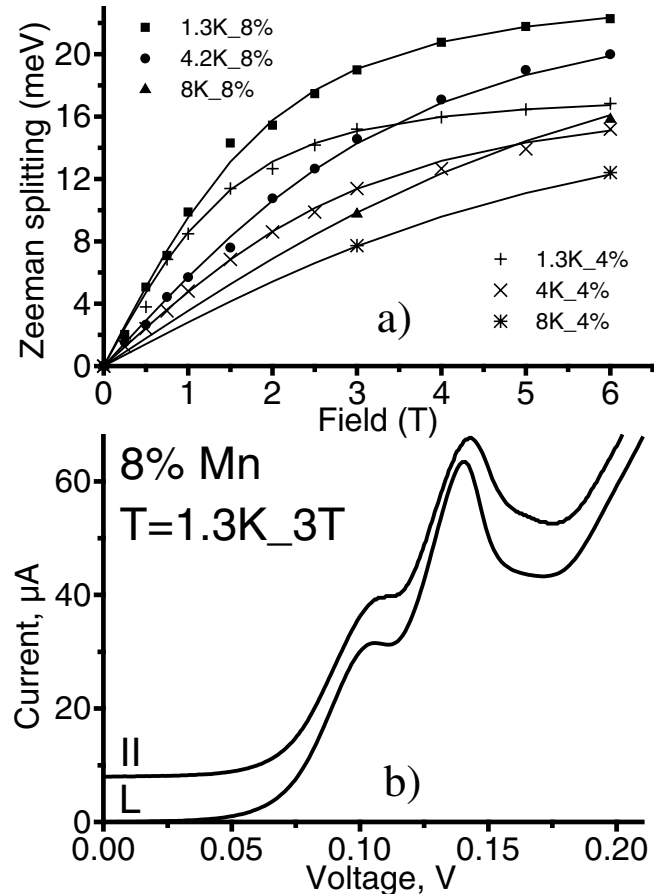 1.3K_8%
4.2K_8%
8K_8%
Zeeman splitting (meV)
20
16
12
8
4
0
1.3K_4%
4K_4%
8K_4%
a)
0 1 2 3 4 5 6
Field (T)
8% Mn
T=1.3K_3T
Current, µA
60
40
20
0
II
L
b)
0.00 0.05 0.10 0.15 0.20
Voltage, V